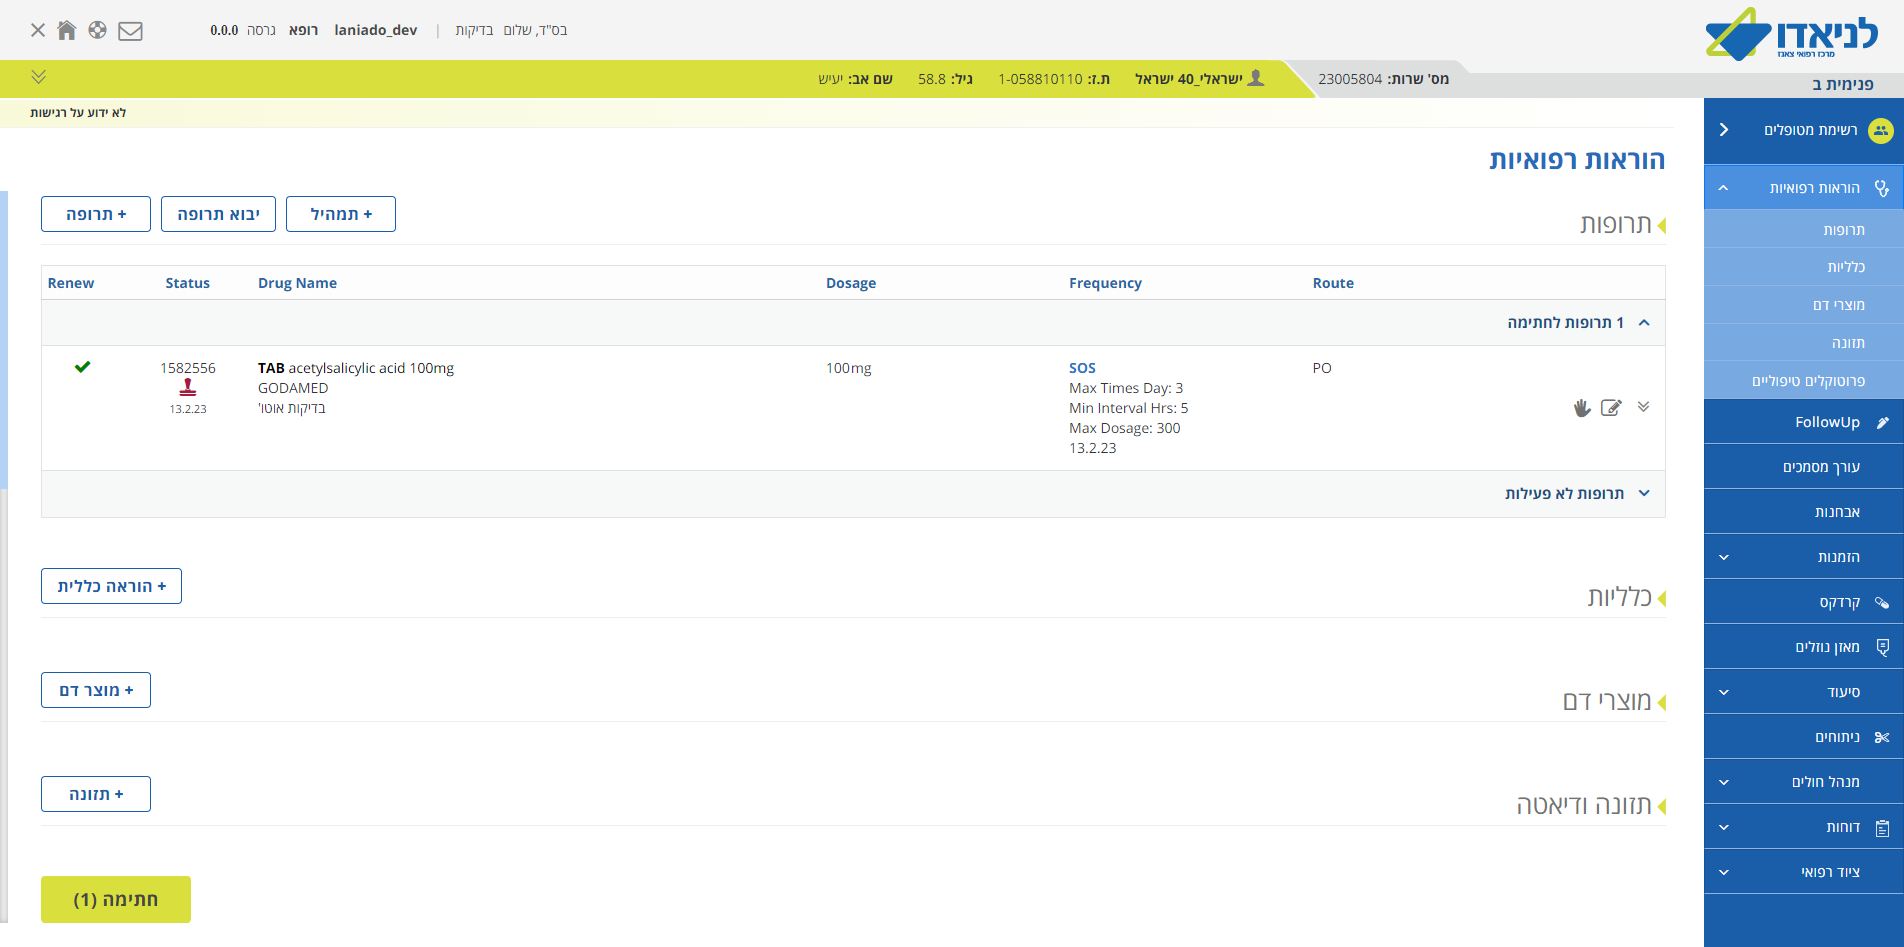 לניאדו
מרכז רפואי צאנז
בס"ד, שלום בדיקות | laniado_dev רופא גרסה 0.0.0
פנימית ב
מס' שרות: 23005804
ישראלי_40 ישראל ת.ז: 1-058810110 גיל: 58.8 שם אב: יעיש
לא ידוע על רגישות
רשימת מטופלים
הוראות רפואיות
תרופות
כלליות
מוצרי דם
תזונה
פרוטוקלים טיפוליים
FollowUp
עורך מסמכים
אבחנות
הזמנות
קרדקס
מאזן נוזלים
סיעוד
ניתוחים
מנהל חולים
דוחות
ציוד רפואי
הוראות רפואיות
תרופות
+ תמהיל
יבוא תרופה
+ תרופה
Renew Status Drug Name Dosage Frequency Route
1 תרופות לחתימה
1582556 TAB acetylsalicylic acid 100mg 100mg SOS PO
GODAMED Max Times Day: 3
13.2.23 בדיקות אוטו' Min Interval Hrs: 5
Max Dosage: 300
13.2.23
תרופות לא פעילות
כלליות
+ הוראה כללית
מוצרי דם
+ מוצר דם
תזונה ודיאטה
+ תזונה
חתימה (1)